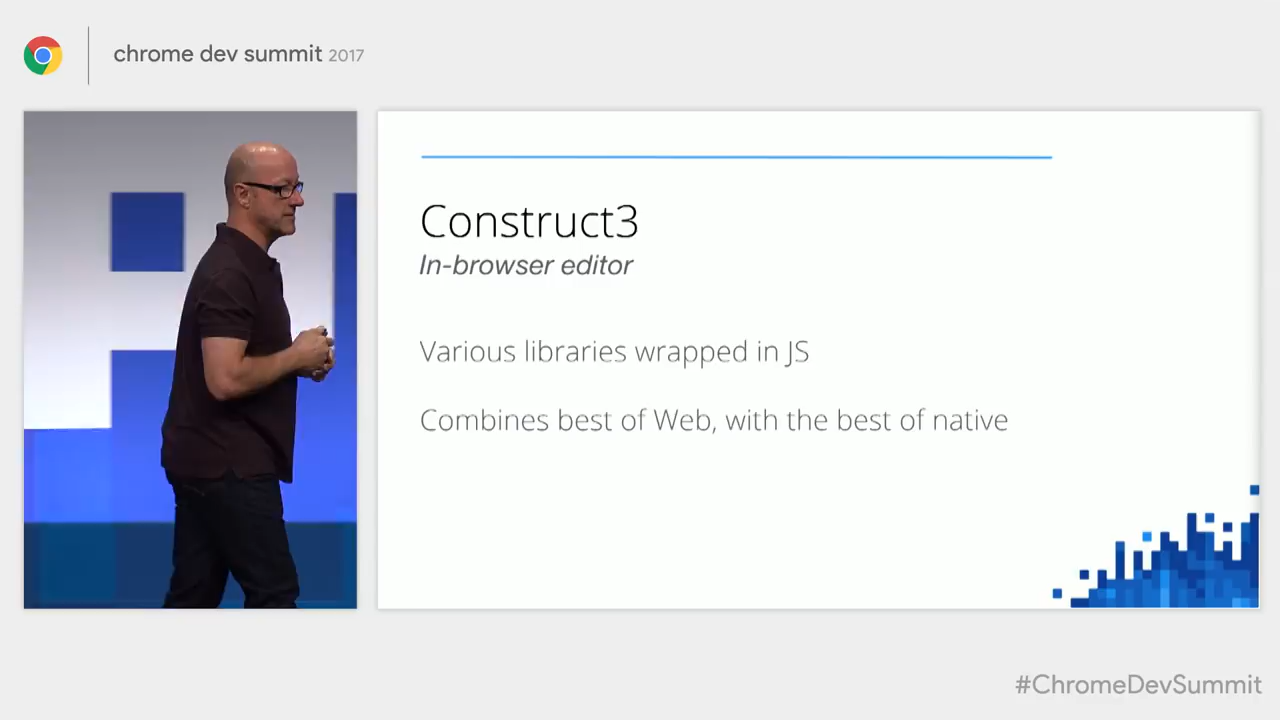 chrome dev summit 2017
Construct3
In-browser editor
Various libraries wrapped in JS
Combines best of Web, with the best of native
#ChromeDevSummit